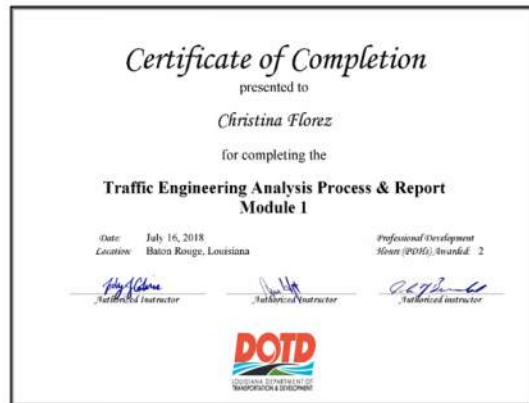 Certificate of Completion
presented to
Christina Florez
for completing the
Traffic Engineering Analysis Process & Report
Module 1
Date: July 16, 2018
Location: Baton Rouge, Louisiana
Professional Development
Hours (PDHs) Awarded: 2
Authorized Instructor
Authorized Instructor
Authorized instructor
DOTD
LOUISIANA DEPARTMENT OF
TRANSPORTATION & DEVELOPMENT